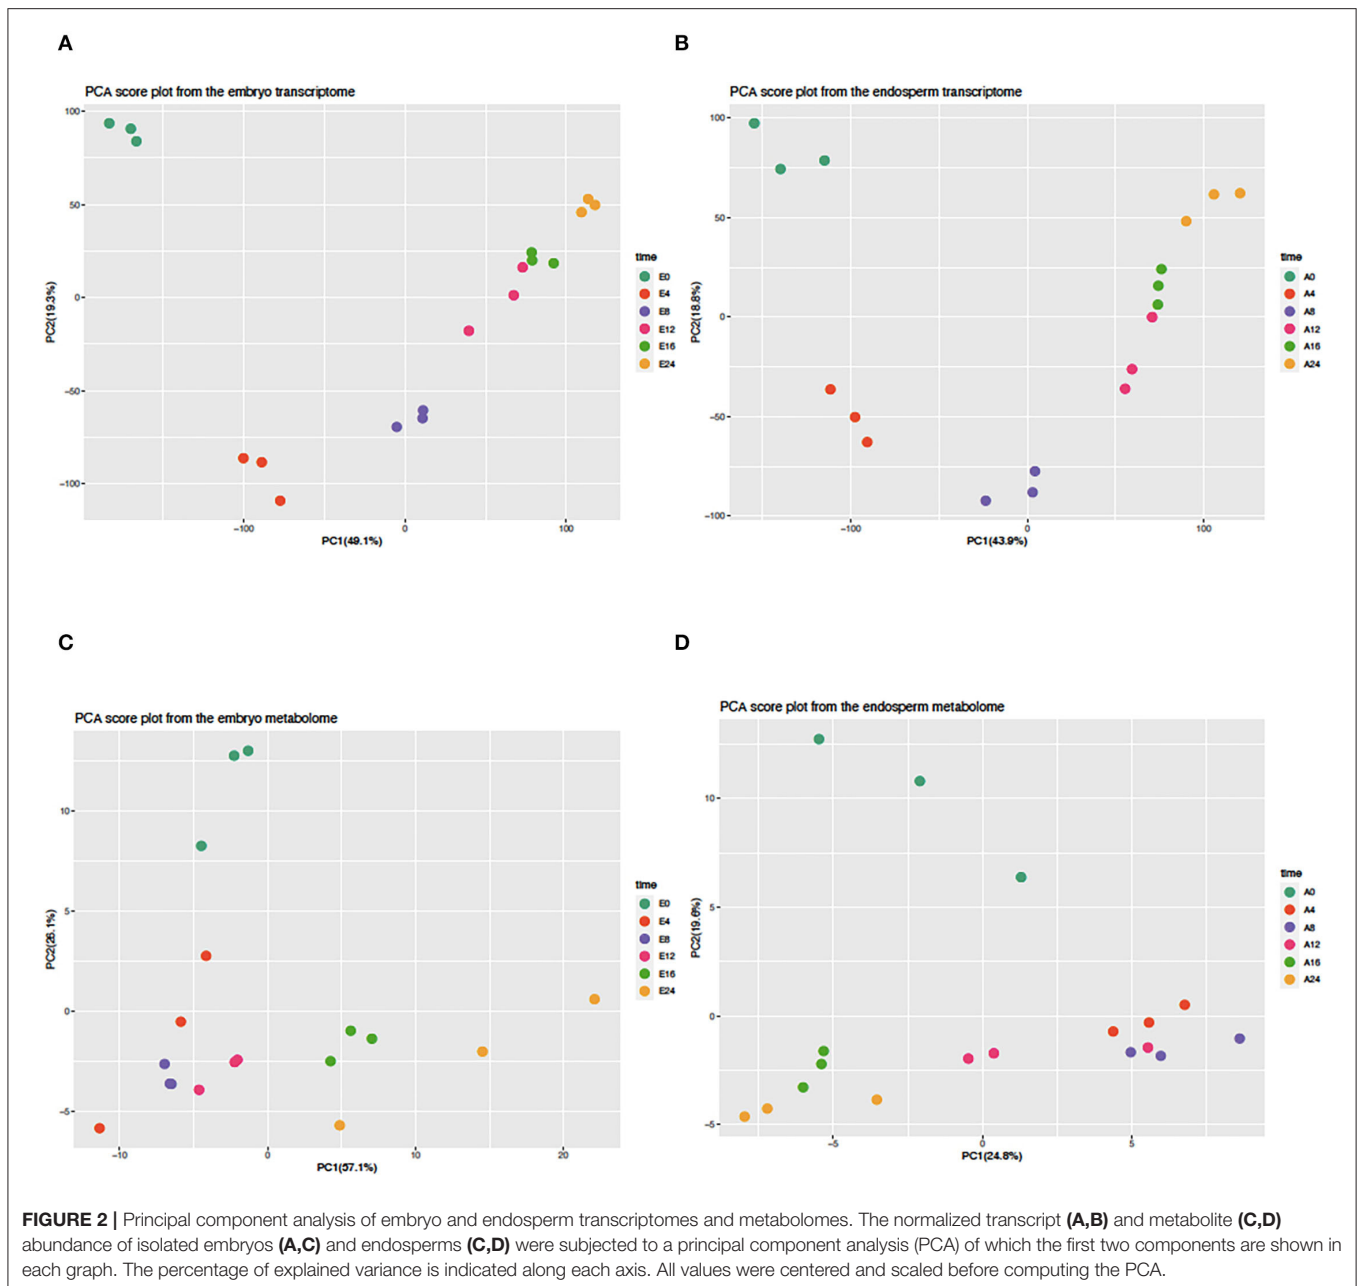 A
PCA score plot from the embryo transcriptome
100
50
0
−50
−100
PC2(19.3%)
−100
0
100
PC1(49.1%)
time
E0
E4
E8
E12
E16
E24
B
PCA score plot from the endosperm transcriptome
100
50
0
−50
−100
PC2(18.8%)
−100
0
100
PC1(43.9%)
time
A0
A4
A8
A12
A16
A24
C
PCA score plot from the embryo metabolome
10
5
0
−5
PC2(26.1%)
−10
0
10
20
PC1(57.1%)
time
E0
E4
E8
E12
E16
E24
D
PCA score plot from the endosperm metabolome
10
5
0
−5
PC2(19.6%)
−5
0
5
PC1(24.8%)
time
A0
A4
A8
A12
A16
A24
FIGURE 2 | Principal component analysis of embryo and endosperm transcriptomes and metabolomes. The normalized transcript (A,B) and metabolite (C,D)
abundance of isolated embryos (A,C) and endosperms (C,D) were subjected to a principal component analysis (PCA) of which the first two components are shown in
each graph. The percentage of explained variance is indicated along each axis. All values were centered and scaled before computing the PCA.